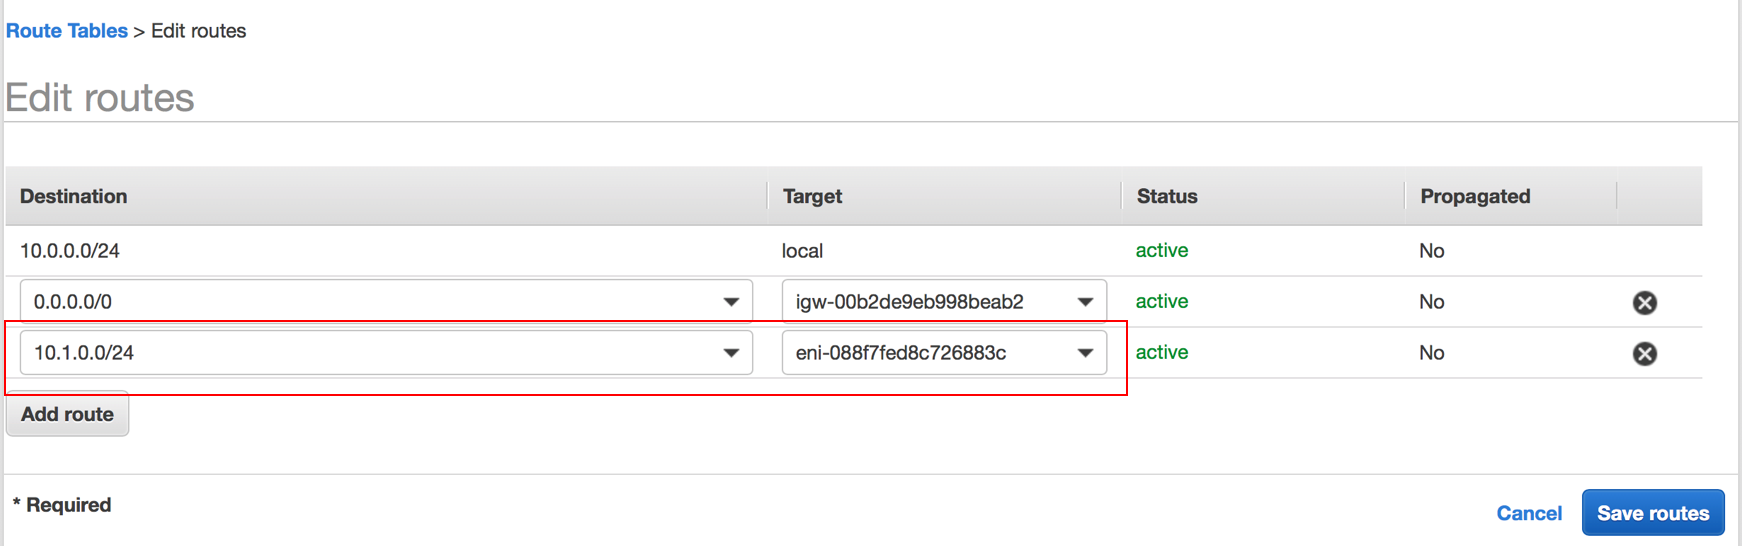 Route Tables > Edit routes
Edit routes
Destination Target Status Propagated
10.0.0.0/24 local active No
0.0.0.0/0 igw-00b2de9eb998beab2 active No
10.1.0.0/24 eni-088f7fed8c726883c active No
Add route
* Required
Cancel Save routes